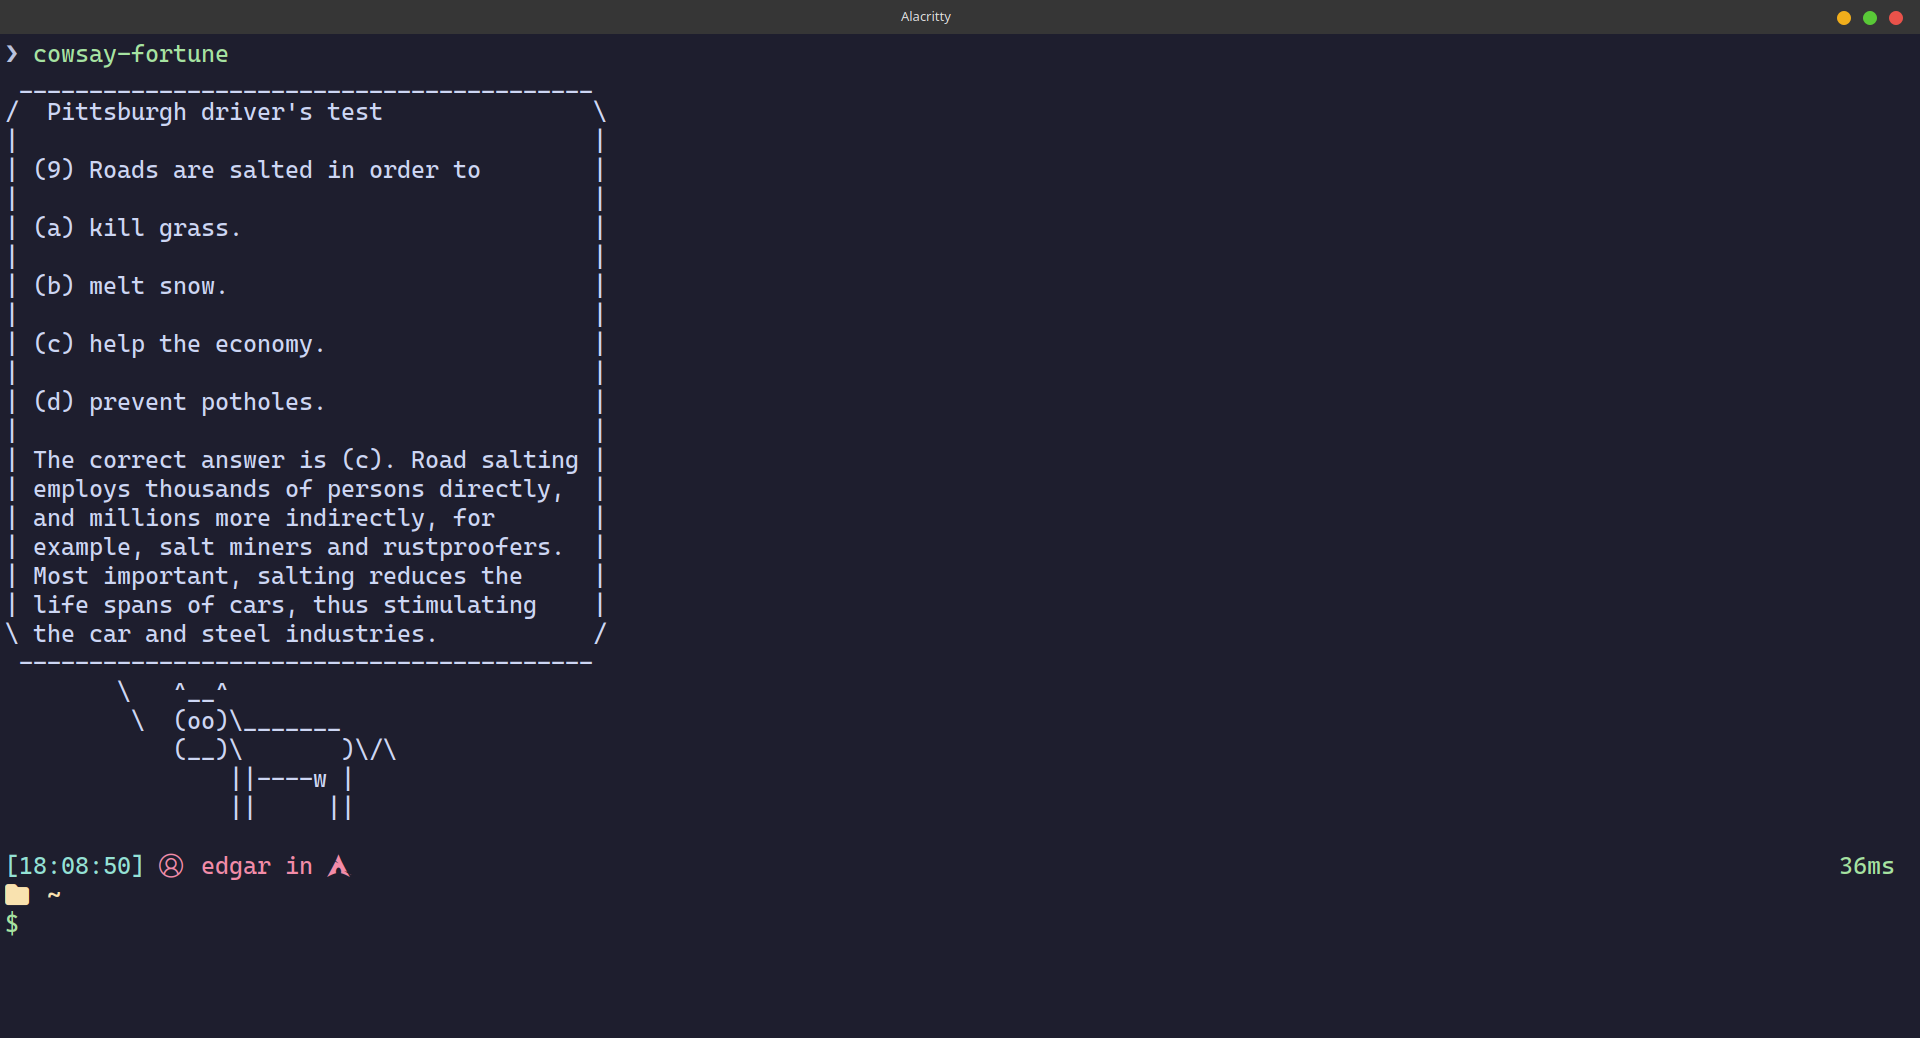 Alacritty
❯ cowsay-fortune
 _________________________________________
/  Pittsburgh driver's test               \
|                                         |
| (9) Roads are salted in order to        |
|                                         |
| (a) kill grass.                         |
|                                         |
| (b) melt snow.                          |
|                                         |
| (c) help the economy.                   |
|                                         |
| (d) prevent potholes.                   |
|                                         |
| The correct answer is (c). Road salting |
| employs thousands of persons directly,  |
| and millions more indirectly, for       |
| example, salt miners and rustproofers.  |
| Most important, salting reduces the     |
| life spans of cars, thus stimulating    |
\ the car and steel industries.           /
 -----------------------------------------
        \   ^__^
         \  (oo)\_______
            (__)\       )\/\
                ||----w |
                ||     ||
[18:08:50] edgar in 36ms
~
$